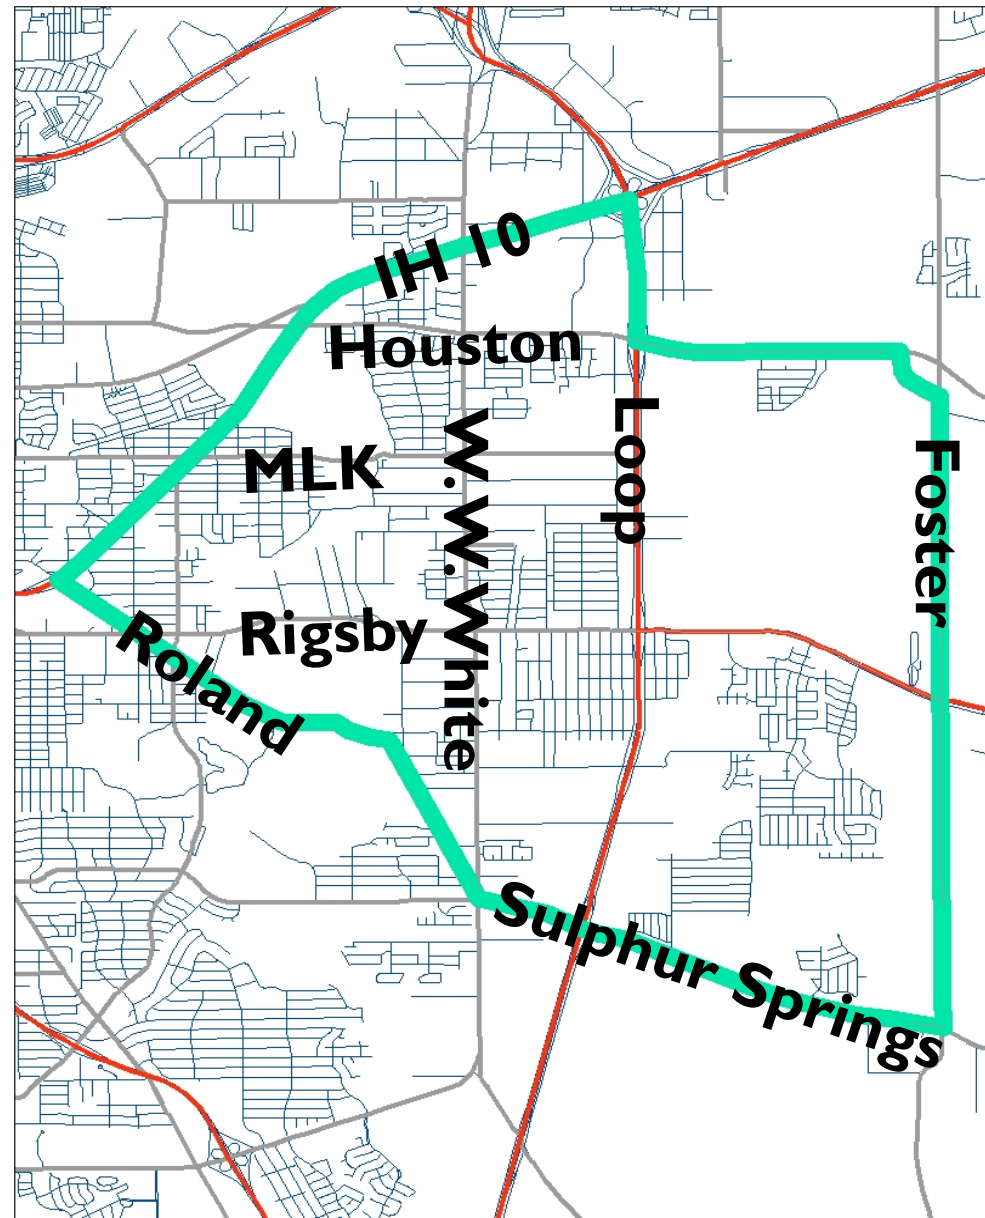 IH 10
Houston
Loop
W.W.White
Foster
MLK
Rigsby
Roland
Sulphur Springs